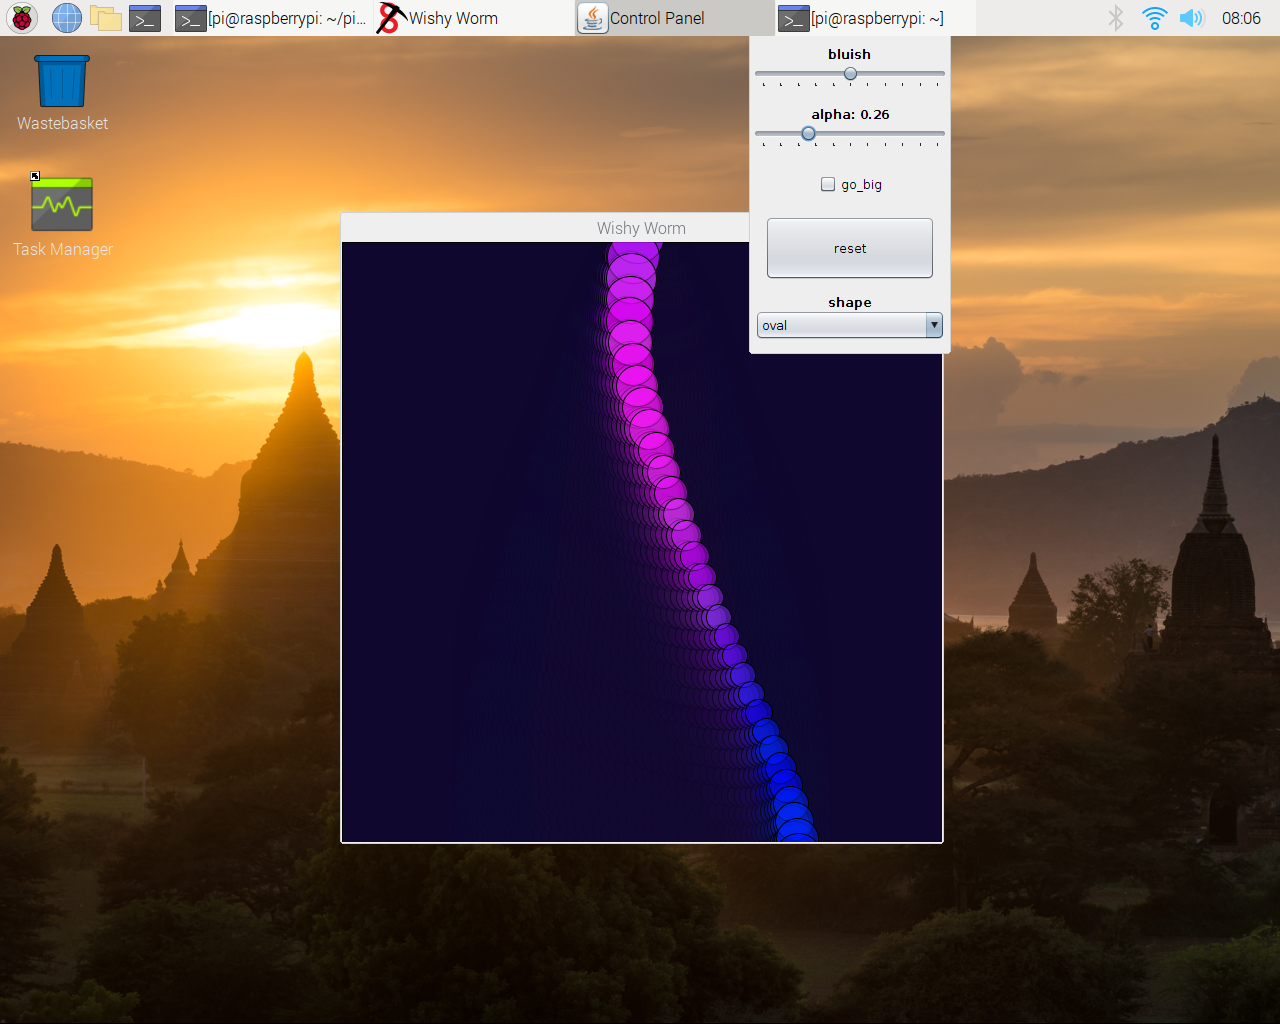 [pi@raspberrypi: ~/pi...
Wishy Worm
Control Panel
[pi@raspberrypi: ~]
08:06
Wastebasket
Task Manager
bluish
alpha: 0.26
go_big
reset
shape
oval
Wishy Worm